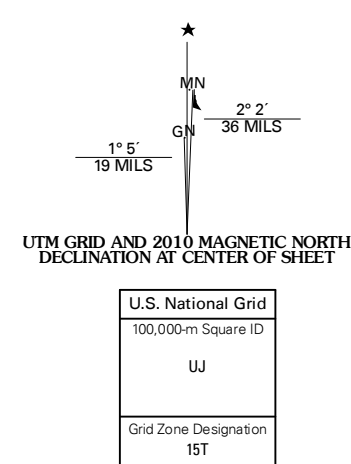 ★
MN
GN
2° 2´
36 MILS
1° 5´
19 MILS
UTM GRID AND 2010 MAGNETIC NORTH
DECLINATION AT CENTER OF SHEET
U.S. National Grid
100,000-m Square ID
UJ
Grid Zone Designation
15T